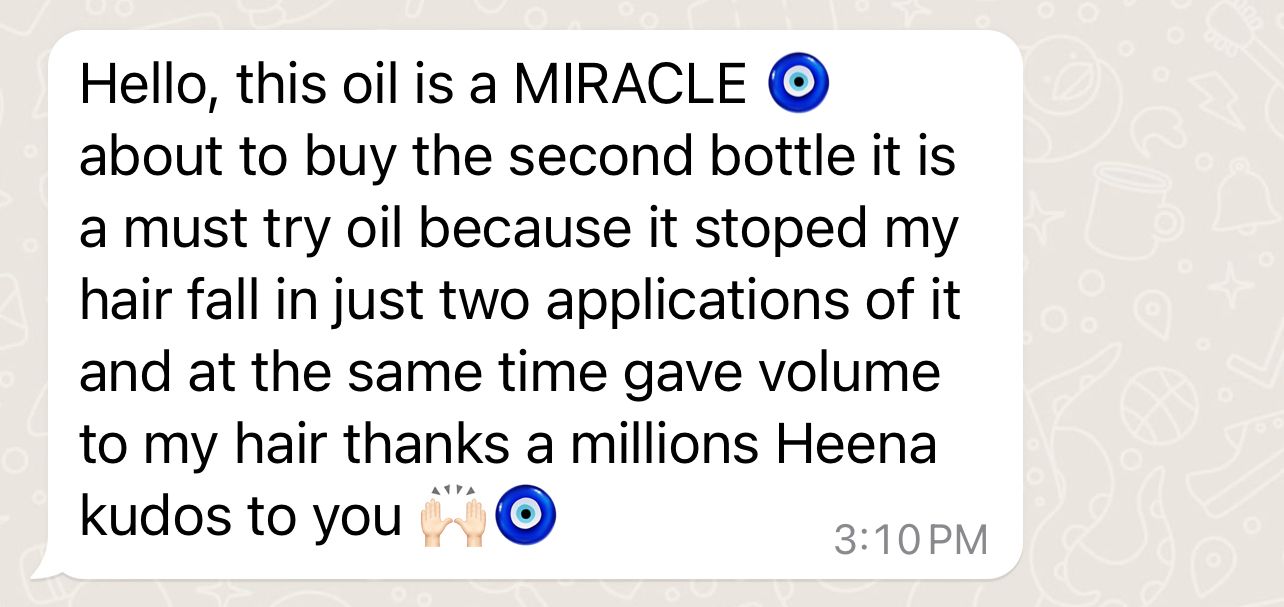 Hello, this oil is a MIRACLE 🧿
about to buy the second bottle it is
a must try oil because it stoped my
hair fall in just two applications of it
and at the same time gave volume
to my hair thanks a millions Heena
kudos to you 🙌🏻🧿
3:10 PM